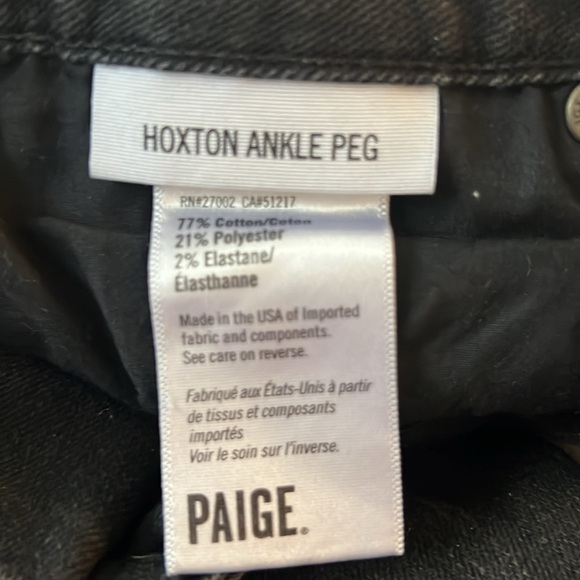 HOXTON ANKLE PEG
RN#27002 CA#51217
77% Cotton/Coton
21% Polyester
2% Elastane/
Élasthanne
Made in the USA of Imported
fabric and components.
See care on reverse.
Fabriqué aux États-Unis à partir
de tissus et composants
importés
Voir le soin sur l'inverse.
PAIGE.